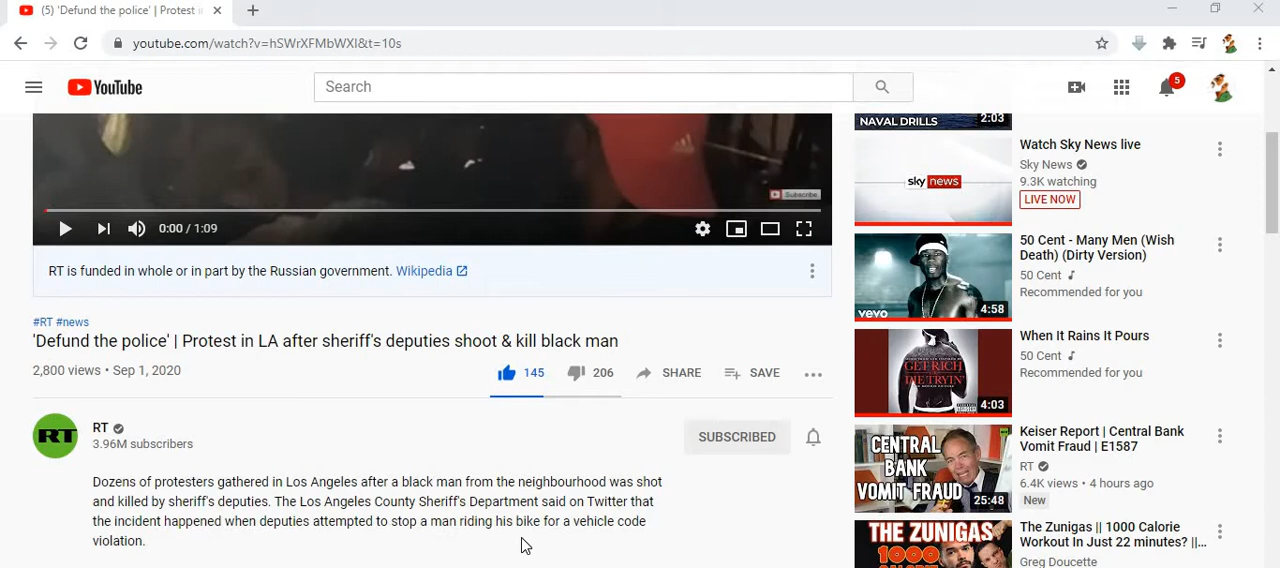 (5) 'Defund the police' | Protest i
youtube.com/watch?v=hSWrXFMbWXI&t=10s
YouTube
Search
5
Subscribe
0:00 / 1:09
RT is funded in whole or in part by the Russian government. Wikipedia
#RT #news
'Defund the police' | Protest in LA after sheriff's deputies shoot & kill black man
2,800 views • Sep 1, 2020
145
206
SHARE
SAVE
RT
RT
3.96M subscribers
SUBSCRIBED
Dozens of protesters gathered in Los Angeles after a black man from the neighbourhood was shot
and killed by sheriff's deputies. The Los Angeles County Sheriff's Department said on Twitter that
the incident happened when deputies attempted to stop a man riding his bike for a vehicle code
violation.
NAVAL DRILLS
2:03
sky news
Watch Sky News live
Sky News
9.3K watching
LIVE NOW
vevo
4:58
50 Cent - Many Men (Wish
Death) (Dirty Version)
50 Cent
Recommended for you
GET RICH
OR
DIE TRYIN'
4:03
When It Rains It Pours
50 Cent
Recommended for you
CENTRAL
BANK
VOMIT FRAUD
25:48
Keiser Report | Central Bank
Vomit Fraud | E1587
RT
6.4K views • 4 hours ago
New
THE ZUNIGAS
1000
The Zunigas || 1000 Calorie
Workout In Just 22 minutes? ||...
Greg Doucette